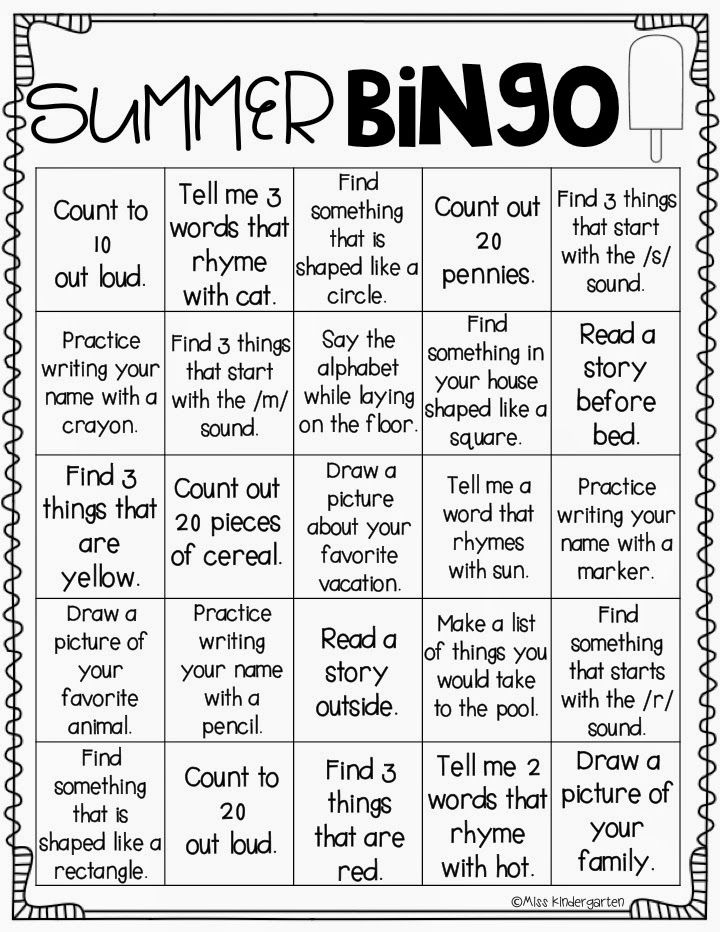 SUMMER BiNgO
Count to
10
out loud.
Tell me 3
words that
rhyme
with cat.
Find
something
that is
shaped like a
circle.
Count out
20
pennies.
Find 3 things
that start
with the /s/
sound.
Practice
writing your
name with a
crayon.
Find 3 things
that start
with the /m/
sound.
Say the
alphabet
while laying
on the floor.
Find
something in
your house
shaped like a
square.
Read a
story
before
bed.
Find 3
things that
are
yellow.
Count out
20 pieces
of cereal.
Draw a
picture
about your
favorite
vacation.
Tell me a
word that
rhymes
with sun.
Practice
writing your
name with a
marker.
Draw a
picture of
your
favorite
animal.
Practice
writing
your name
with a
pencil.
Read a
story
outside.
Make a list
of things you
would take
to the pool.
Find
something
that starts
with the /r/
sound.
Find
something
that is
shaped like a
rectangle.
Count to
20
out loud.
Find 3
things
that are
red.
Tell me 2
words that
rhyme
with hot.
Draw a
picture of
your
family.
©Miss Kindergarten